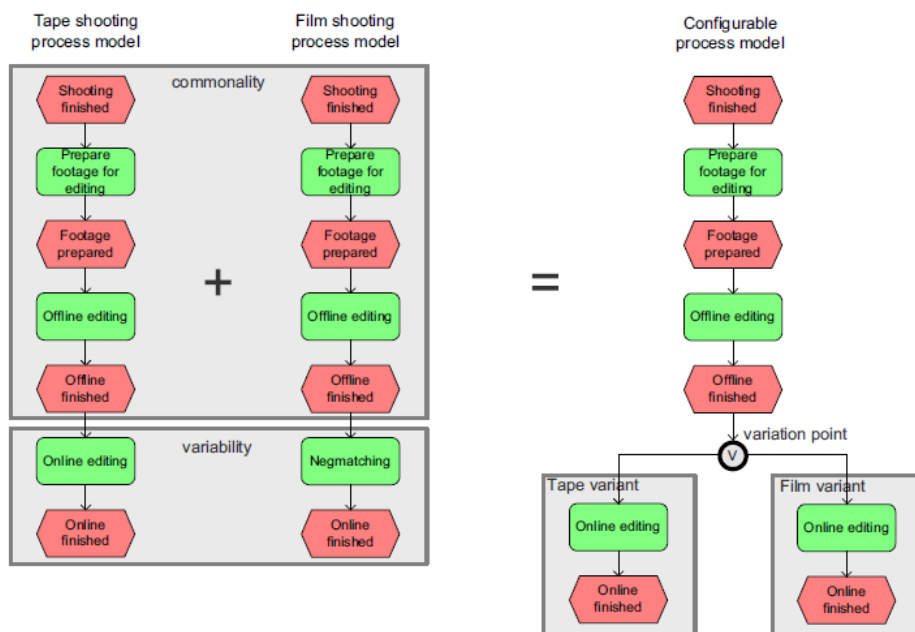 Tape shooting
process model
Film shooting
process model
Configurable
process model
commonality
Shooting
finished
Shooting
finished
Shooting
finished
Prepare
footage for
editing
Prepare
footage for
editing
Prepare
footage for
editing
Footage
prepared
Footage
prepared
Footage
prepared
+
=
Offline editing
Offline editing
Offline editing
Offline
finished
Offline
finished
Offline
finished
variability
variation point
V
Online editing
Negmatching
Tape variant
Film variant
Online
finished
Online
finished
Online editing
Online editing
Online
finished
Online
finished